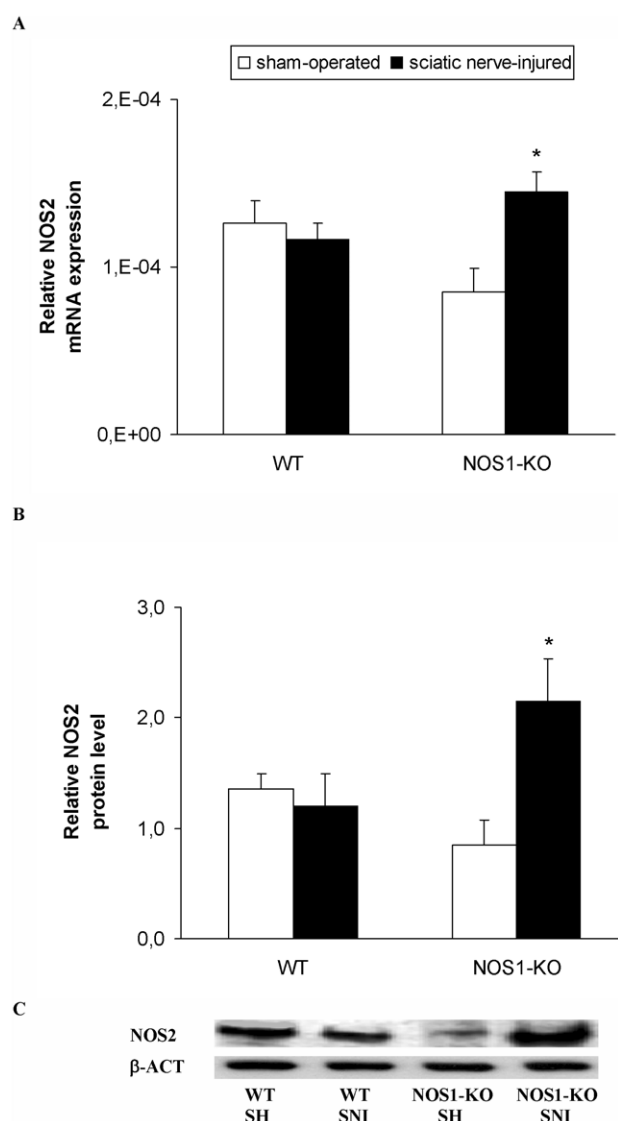 A
sham-operated sciatic nerve-injured
Relative NOS2
mRNA expression
2,E-04
*
1,E-04
0,E+00
WT NOS1-KO
B
Relative NOS2
protein level
3,0
*
2,0
1,0
0,0
WT NOS1-KO
C
NOS2
β-ACT
WT WT NOS1-KO NOS1-KO
SH SNI SH SNI